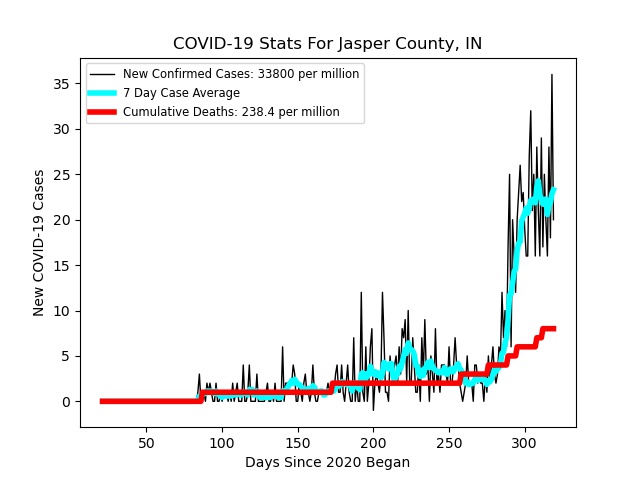 COVID-19 Stats For Jasper County, IN
New Confirmed Cases: 33800 per million
7 Day Case Average
Cumulative Deaths: 238.4 per million
New COVID-19 Cases
35
30
25
20
15
10
5
0
50 100 150 200 250 300
Days Since 2020 Began